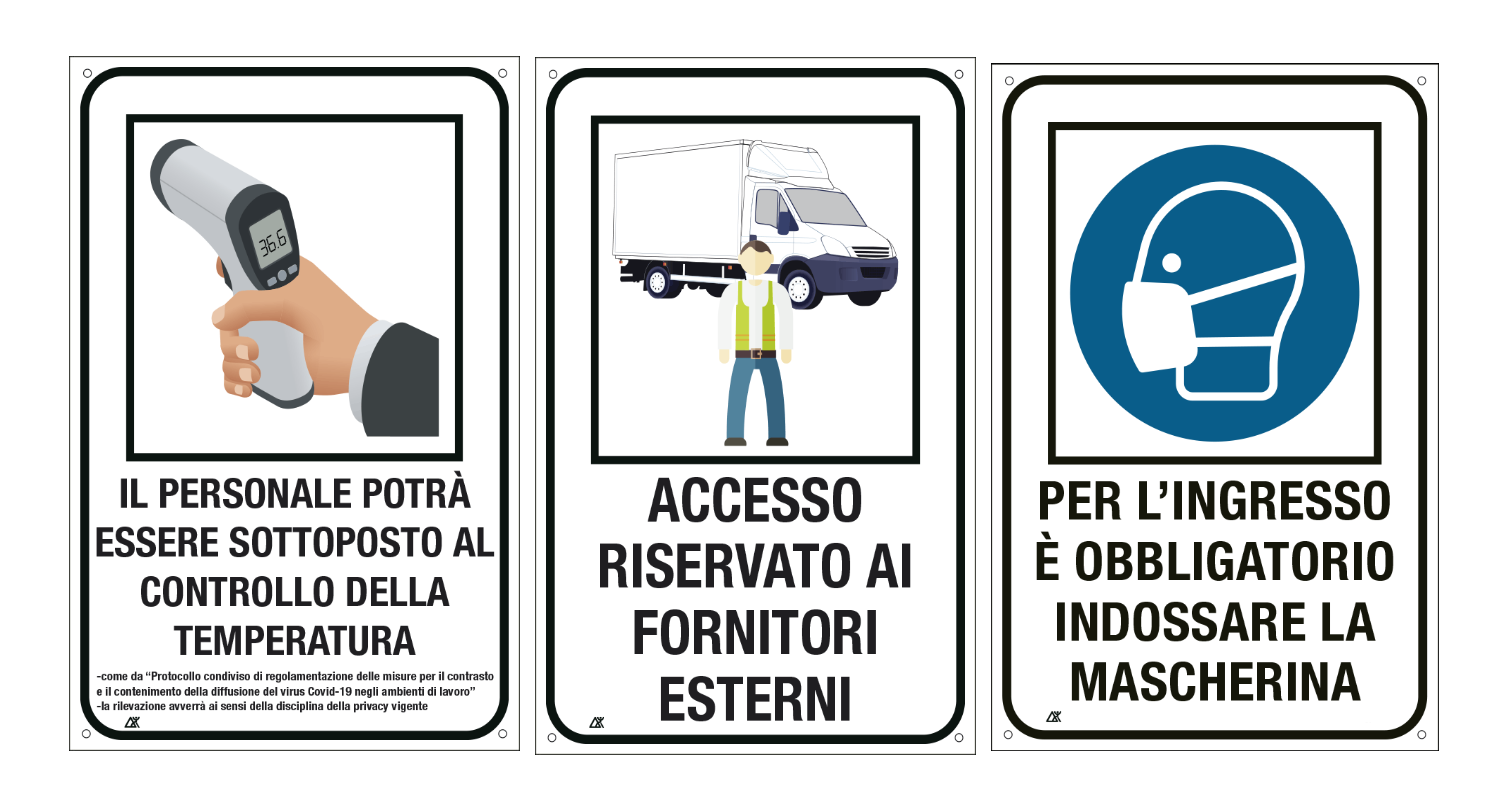 36.6
IL PERSONALE POTRÀ
ESSERE SOTTOPOSTO AL
CONTROLLO DELLA
TEMPERATURA
-come da “Protocollo condiviso di regolamentazione delle misure per il contrasto
e il contenimento della diffusione del virus Covid-19 negli ambienti di lavoro”
-la rilevazione avverrà ai sensi della disciplina della privacy vigente
ACCESSO
RISERVATO AI
FORNITORI
ESTERNI
PER L’INGRESSO
È OBBLIGATORIO
INDOSSARE LA
MASCHERINA